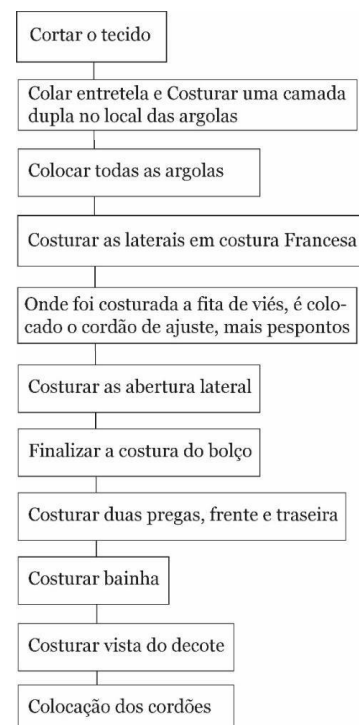 Cortar o tecido
Colar entretela e Costurar uma camada
dupla no local das argolas
Colocar todas as argolas
Costurar as laterais em costura Francesa
Onde foi costurada a fita de viés, é colo-
cado o cordão de ajuste, mais pespontos
Costurar as abertura lateral
Finalizar a costura do bolço
Costurar duas pregas, frente e traseira
Costurar bainha
Costurar vista do decote
Colocação dos cordões